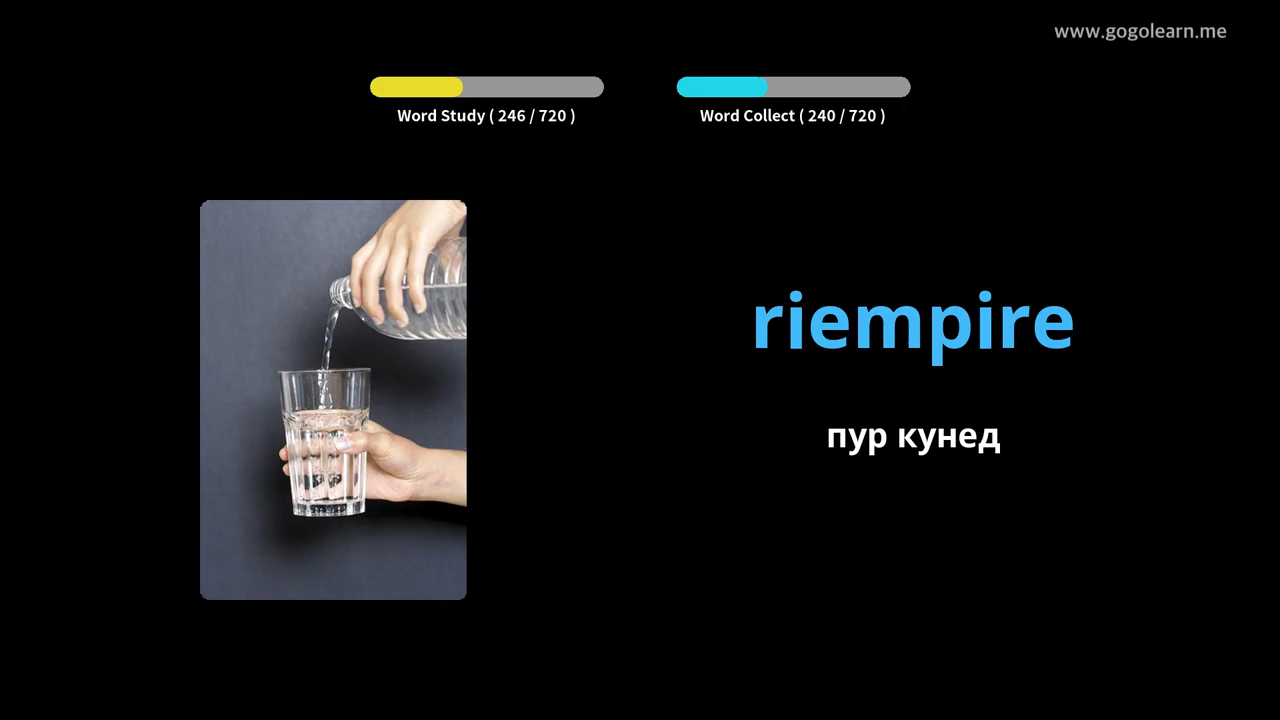 www.gogolearn.me
Word Study ( 246 / 720 )
Word Collect ( 240 / 720 )
riempire
пур кунед